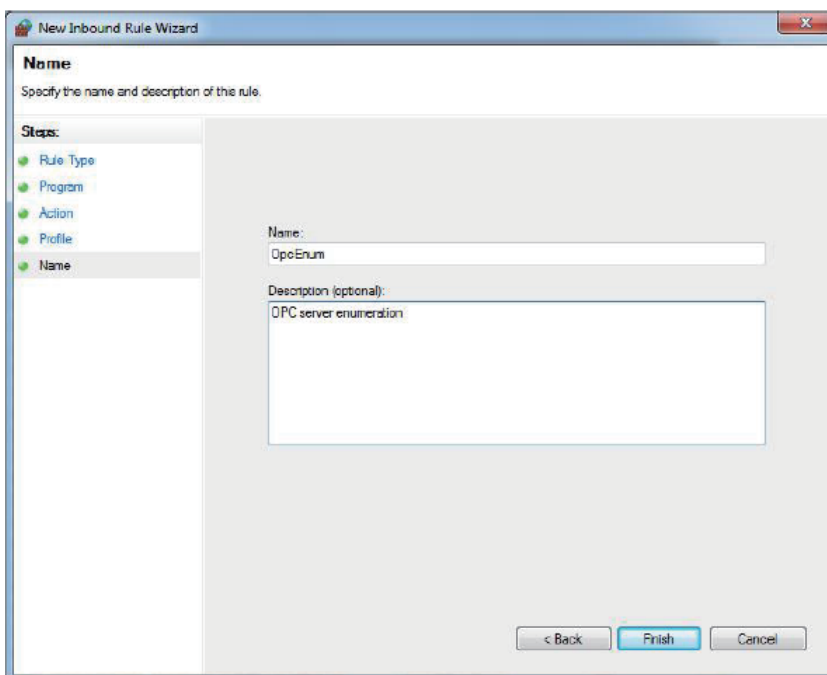 New Inbound Rule Wizard
Name
Specify the name and description of this rule.
Steps:
Rule Type
Program
Action
Profile
Name
Name:
OpcEnum
Description (optional):
OPC server enumeration
< Back
Finish
Cancel